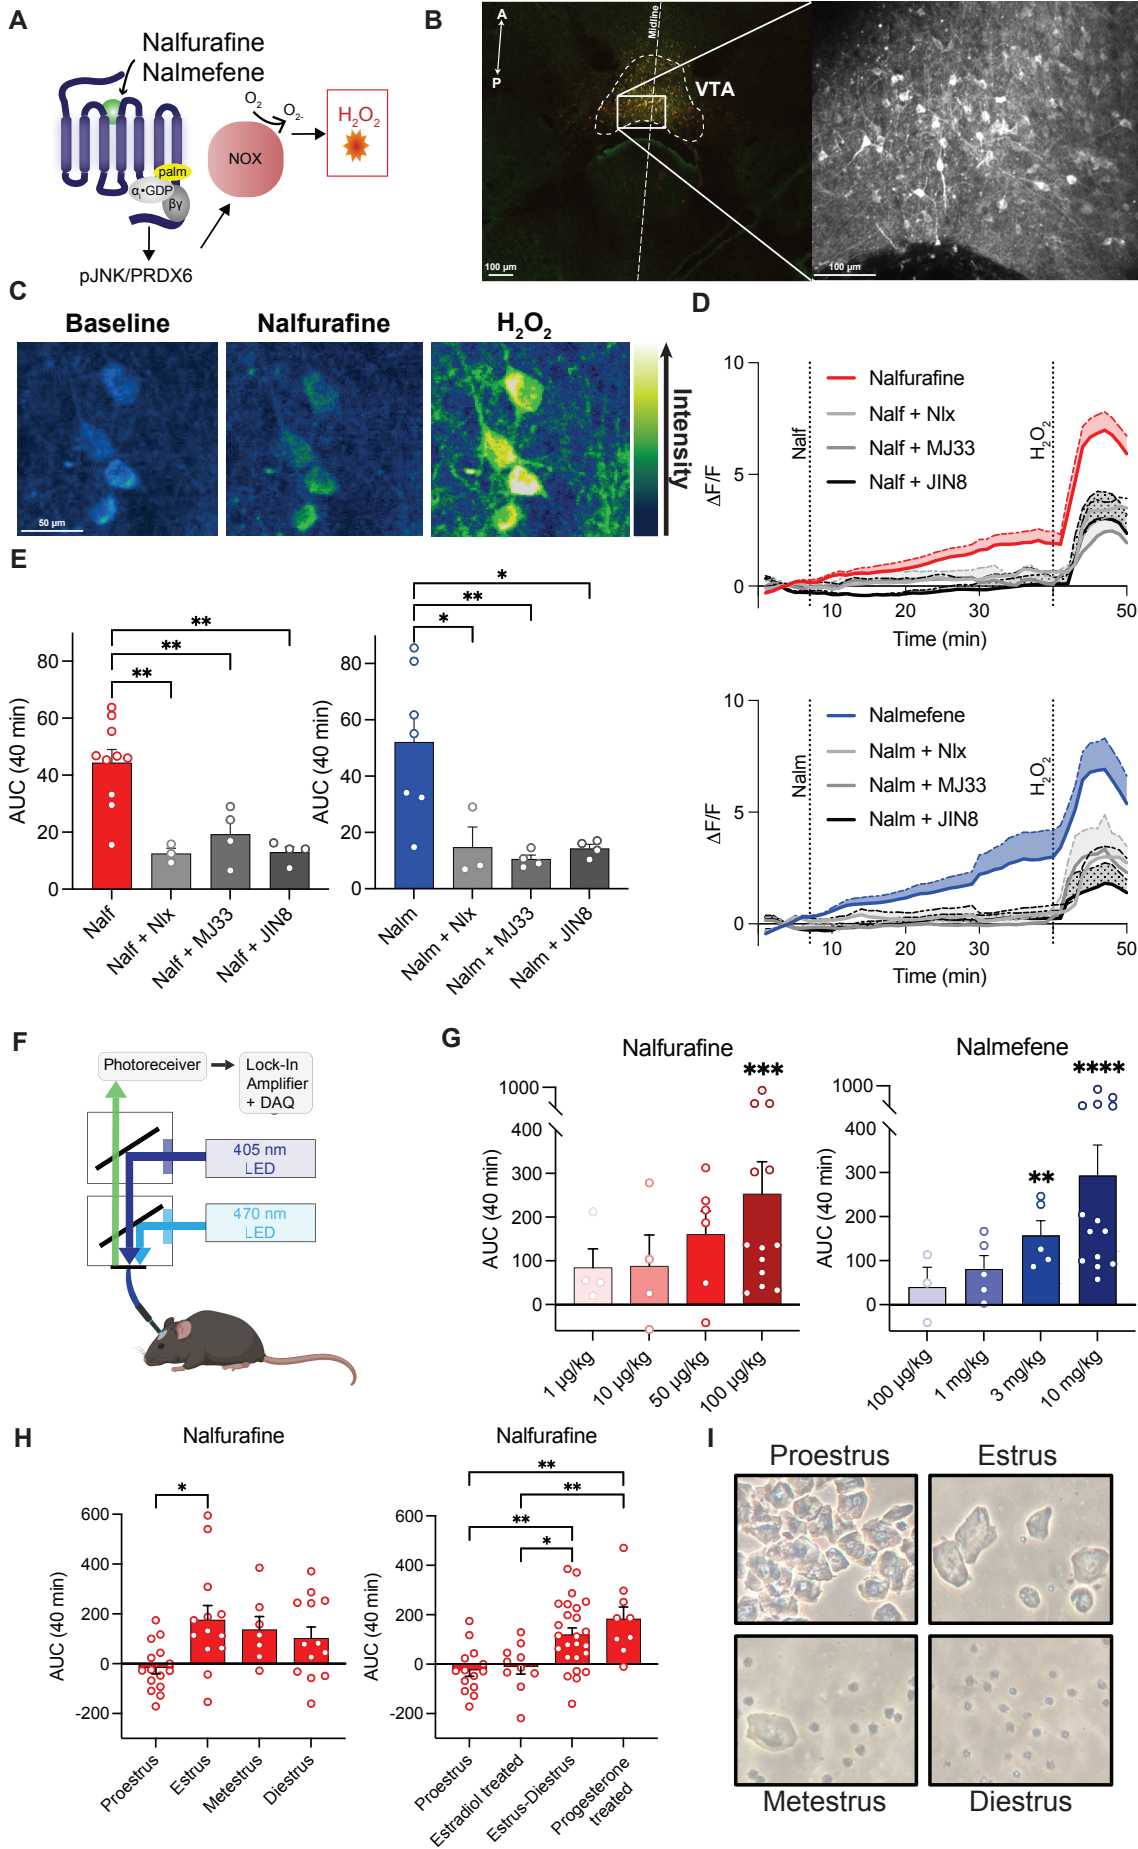 A
Nalfurafine
Nalmefene
O2
O2-
H2O2
NOX
palm
αi•GDP
βγ
pJNK/PRDX6
B
A
P
Midline
VTA
100 µm
100 µm
C
Baseline
Nalfurafine
H2O2
50 µm
Intensity
D
10
5
0
ΔF/F
Nalf
H2O2
Nalfurafine
Nalf + Nlx
Nalf + MJ33
Nalf + JIN8
10
20
30
50
Time (min)
10
5
0
ΔF/F
Nalm
H2O2
Nalmefene
Nalm + Nlx
Nalm + MJ33
Nalm + JIN8
10
20
30
50
Time (min)
E
**
**
**
80
60
40
20
0
AUC (40 min)
Nalf
Nalf + Nlx
Nalf + MJ33
Nalf + JIN8
*
**
*
80
60
40
20
0
AUC (40 min)
Nalm
Nalm + Nlx
Nalm + MJ33
Nalm + JIN8
F
Photoreceiver
Lock-In
Amplifier
+ DAQ
405 nm
LED
470 nm
LED
G
Nalfurafine
***
1000
400
300
200
100
0
AUC (40 min)
1 µg/kg
10 µg/kg
50 µg/kg
100 µg/kg
Nalmefene
****
**
1000
400
300
200
100
0
AUC (40 min)
100 µg/kg
1 mg/kg
3 mg/kg
10 mg/kg
H
Nalfurafine
*
600
400
200
0
-200
AUC (40 min)
Proestrus
Estrus
Metestrus
Diestrus
Nalfurafine
**
**
**
*
600
400
200
0
-200
AUC (40 min)
Proestrus
Estradiol treated
Estrus-Diestrus
Progesterone
treated
I
Proestrus
Estrus
Metestrus
Diestrus